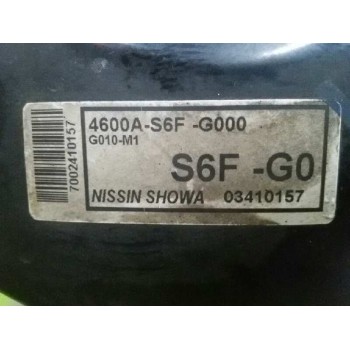 7002410157
4600A-S6F -G000
G010-M1
S6F -G0
NISSIN SHOWA 03410157